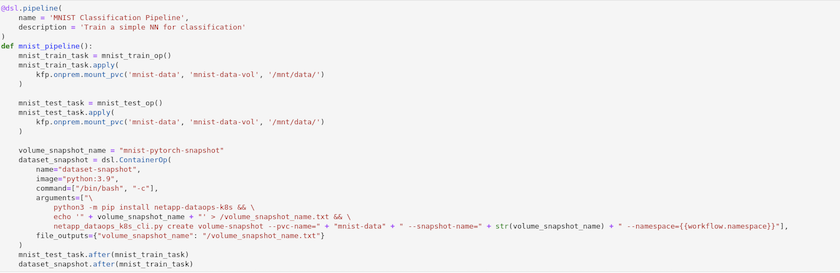 @dsl.pipeline(
    name = 'MNIST Classification Pipeline',
    description = 'Train a simple NN for classification'
)
def mnist_pipeline():
    mnist_train_task = mnist_train_op()
    mnist_train_task.apply(
        kfp.onprem.mount_pvc('mnist-data', 'mnist-data-vol', '/mnt/data/')
    )

    mnist_test_task = mnist_test_op()
    mnist_test_task.apply(
        kfp.onprem.mount_pvc('mnist-data', 'mnist-data-vol', '/mnt/data/')
    )

    volume_snapshot_name = "mnist-pytorch-snapshot"
    dataset_snapshot = dsl.ContainerOp(
        name="dataset-snapshot",
        image="python:3.9",
        command=["/bin/bash", "-c"],
        arguments=["\
            python3 -m pip install netapp-dataops-k8s && \
            echo '" + volume_snapshot_name + "' > /volume_snapshot_name.txt && \
            netapp_dataops_k8s_cli.py create volume-snapshot --pvc-name=" + "mnist-data" + " --snapshot-name=" + str(volume_snapshot_name) + " --namespace={{workflow.namespace}}"],
        file_outputs={"volume_snapshot_name": "/volume_snapshot_name.txt"}
    )
    mnist_test_task.after(mnist_train_task)
    dataset_snapshot.after(mnist_train_task)